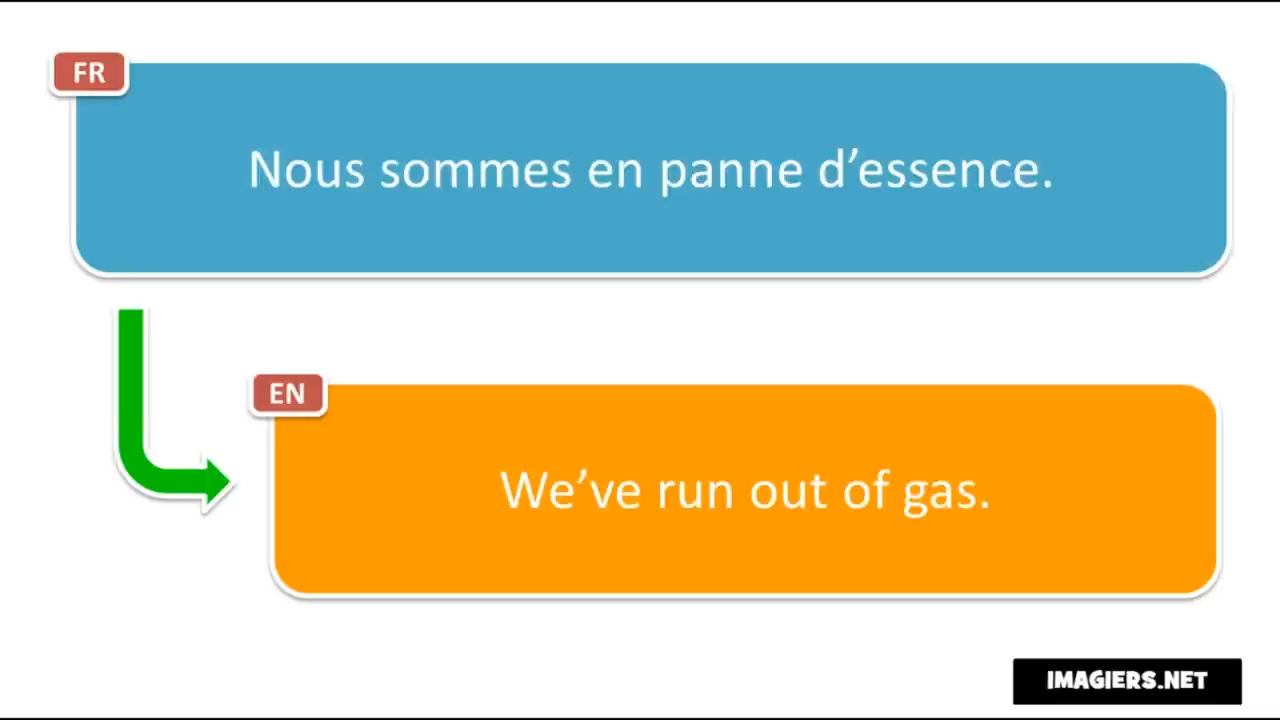 FR
Nous sommes en panne d’essence.
EN
We’ve run out of gas.
IMAGIERS.NET